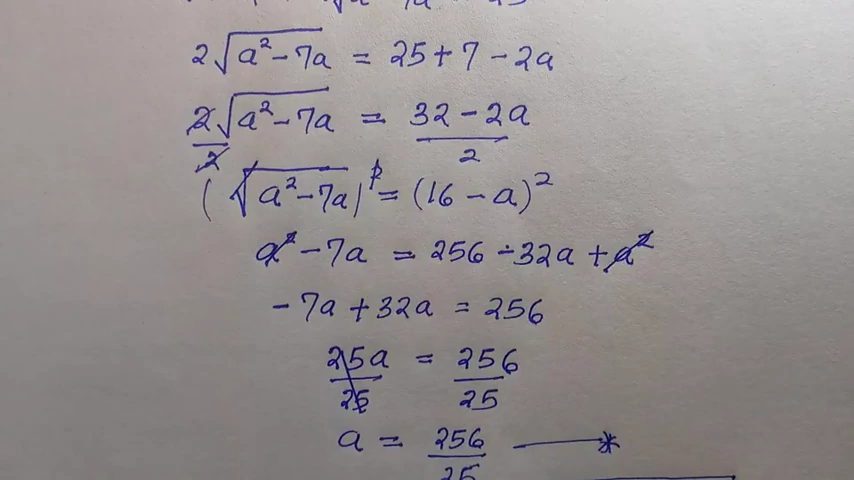 2√(a² - 7a) = 25 + 7 - 2a
2√(a² - 7a) / 2 = (32 - 2a) / 2
(√(a² - 7a))² = (16 - a)²
a² - 7a = 256 - 32a + a²
- 7a + 32a = 256
25a / 25 = 256 / 25
a = 256 / 25